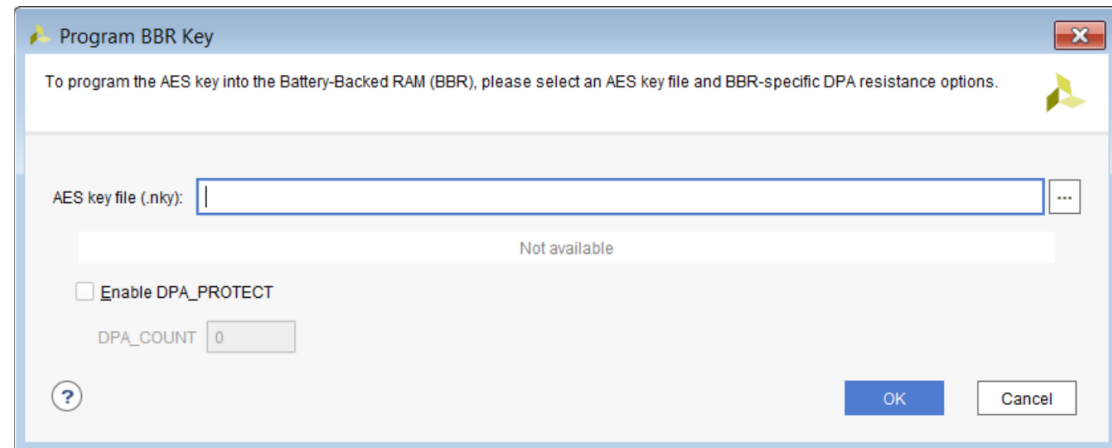 Program BBR Key
To program the AES key into the Battery-Backed RAM (BBR), please select an AES key file and BBR-specific DPA resistance options.
AES key file (.nky):
...
Not available
Enable DPA_PROTECT
DPA_COUNT 0
?
OK Cancel